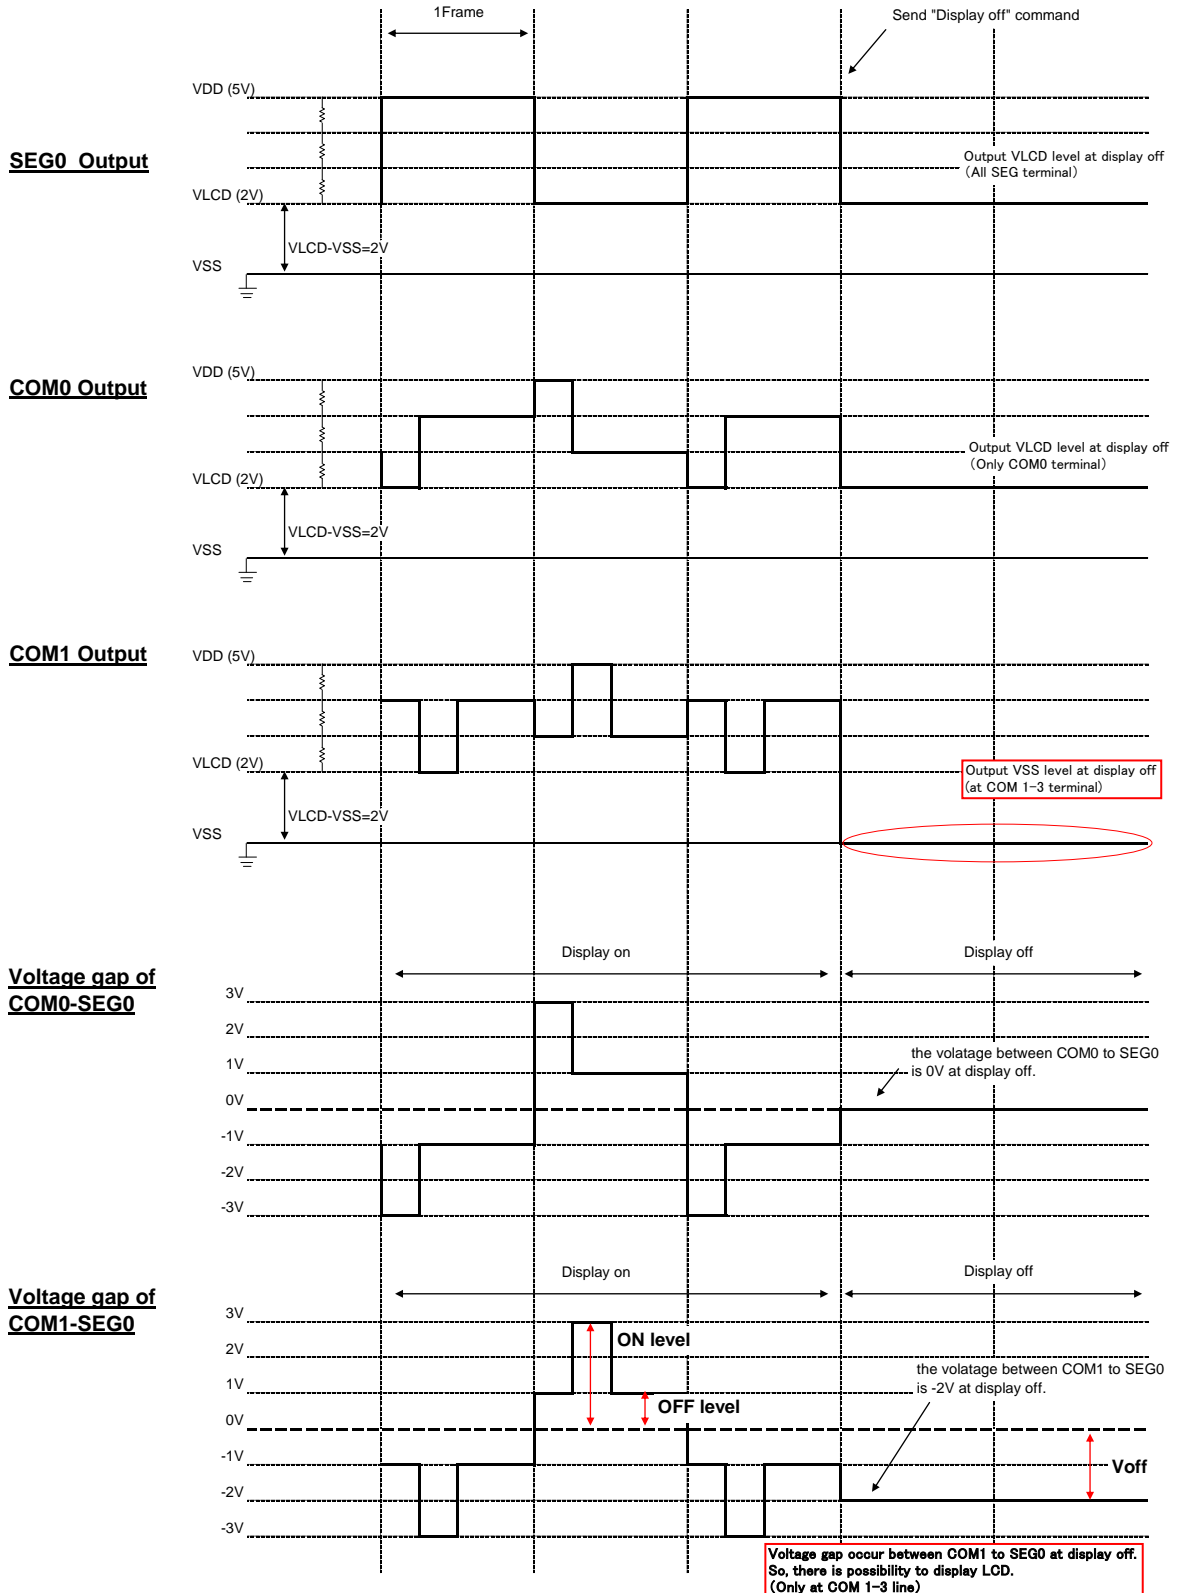 1Frame
Send "Display off" command
VDD (5V)
SEG0 Output
Output VLCD level at display off
(All SEG terminal)
VLCD (2V)
VLCD-VSS=2V
VSS
VDD (5V)
COM0 Output
Output VLCD level at display off
(Only COM0 terminal)
VLCD (2V)
VLCD-VSS=2V
VSS
COM1 Output
VDD (5V)
VLCD (2V)
Output VSS level at display off
(at COM 1-3 terminal)
VLCD-VSS=2V
VSS
Display on
Display off
Voltage gap of
COM0-SEG0
3V
2V
1V
the volatage between COM0 to SEG0
is 0V at display off.
0V
-1V
-2V
-3V
Display on
Display off
Voltage gap of
COM1-SEG0
3V
ON level
2V
the volatage between COM1 to SEG0
is -2V at display off.
1V
OFF level
0V
-1V
Voff
-2V
-3V
Voltage gap occur between COM1 to SEG0 at display off.
So, there is possibility to display LCD.
(Only at COM 1-3 line)